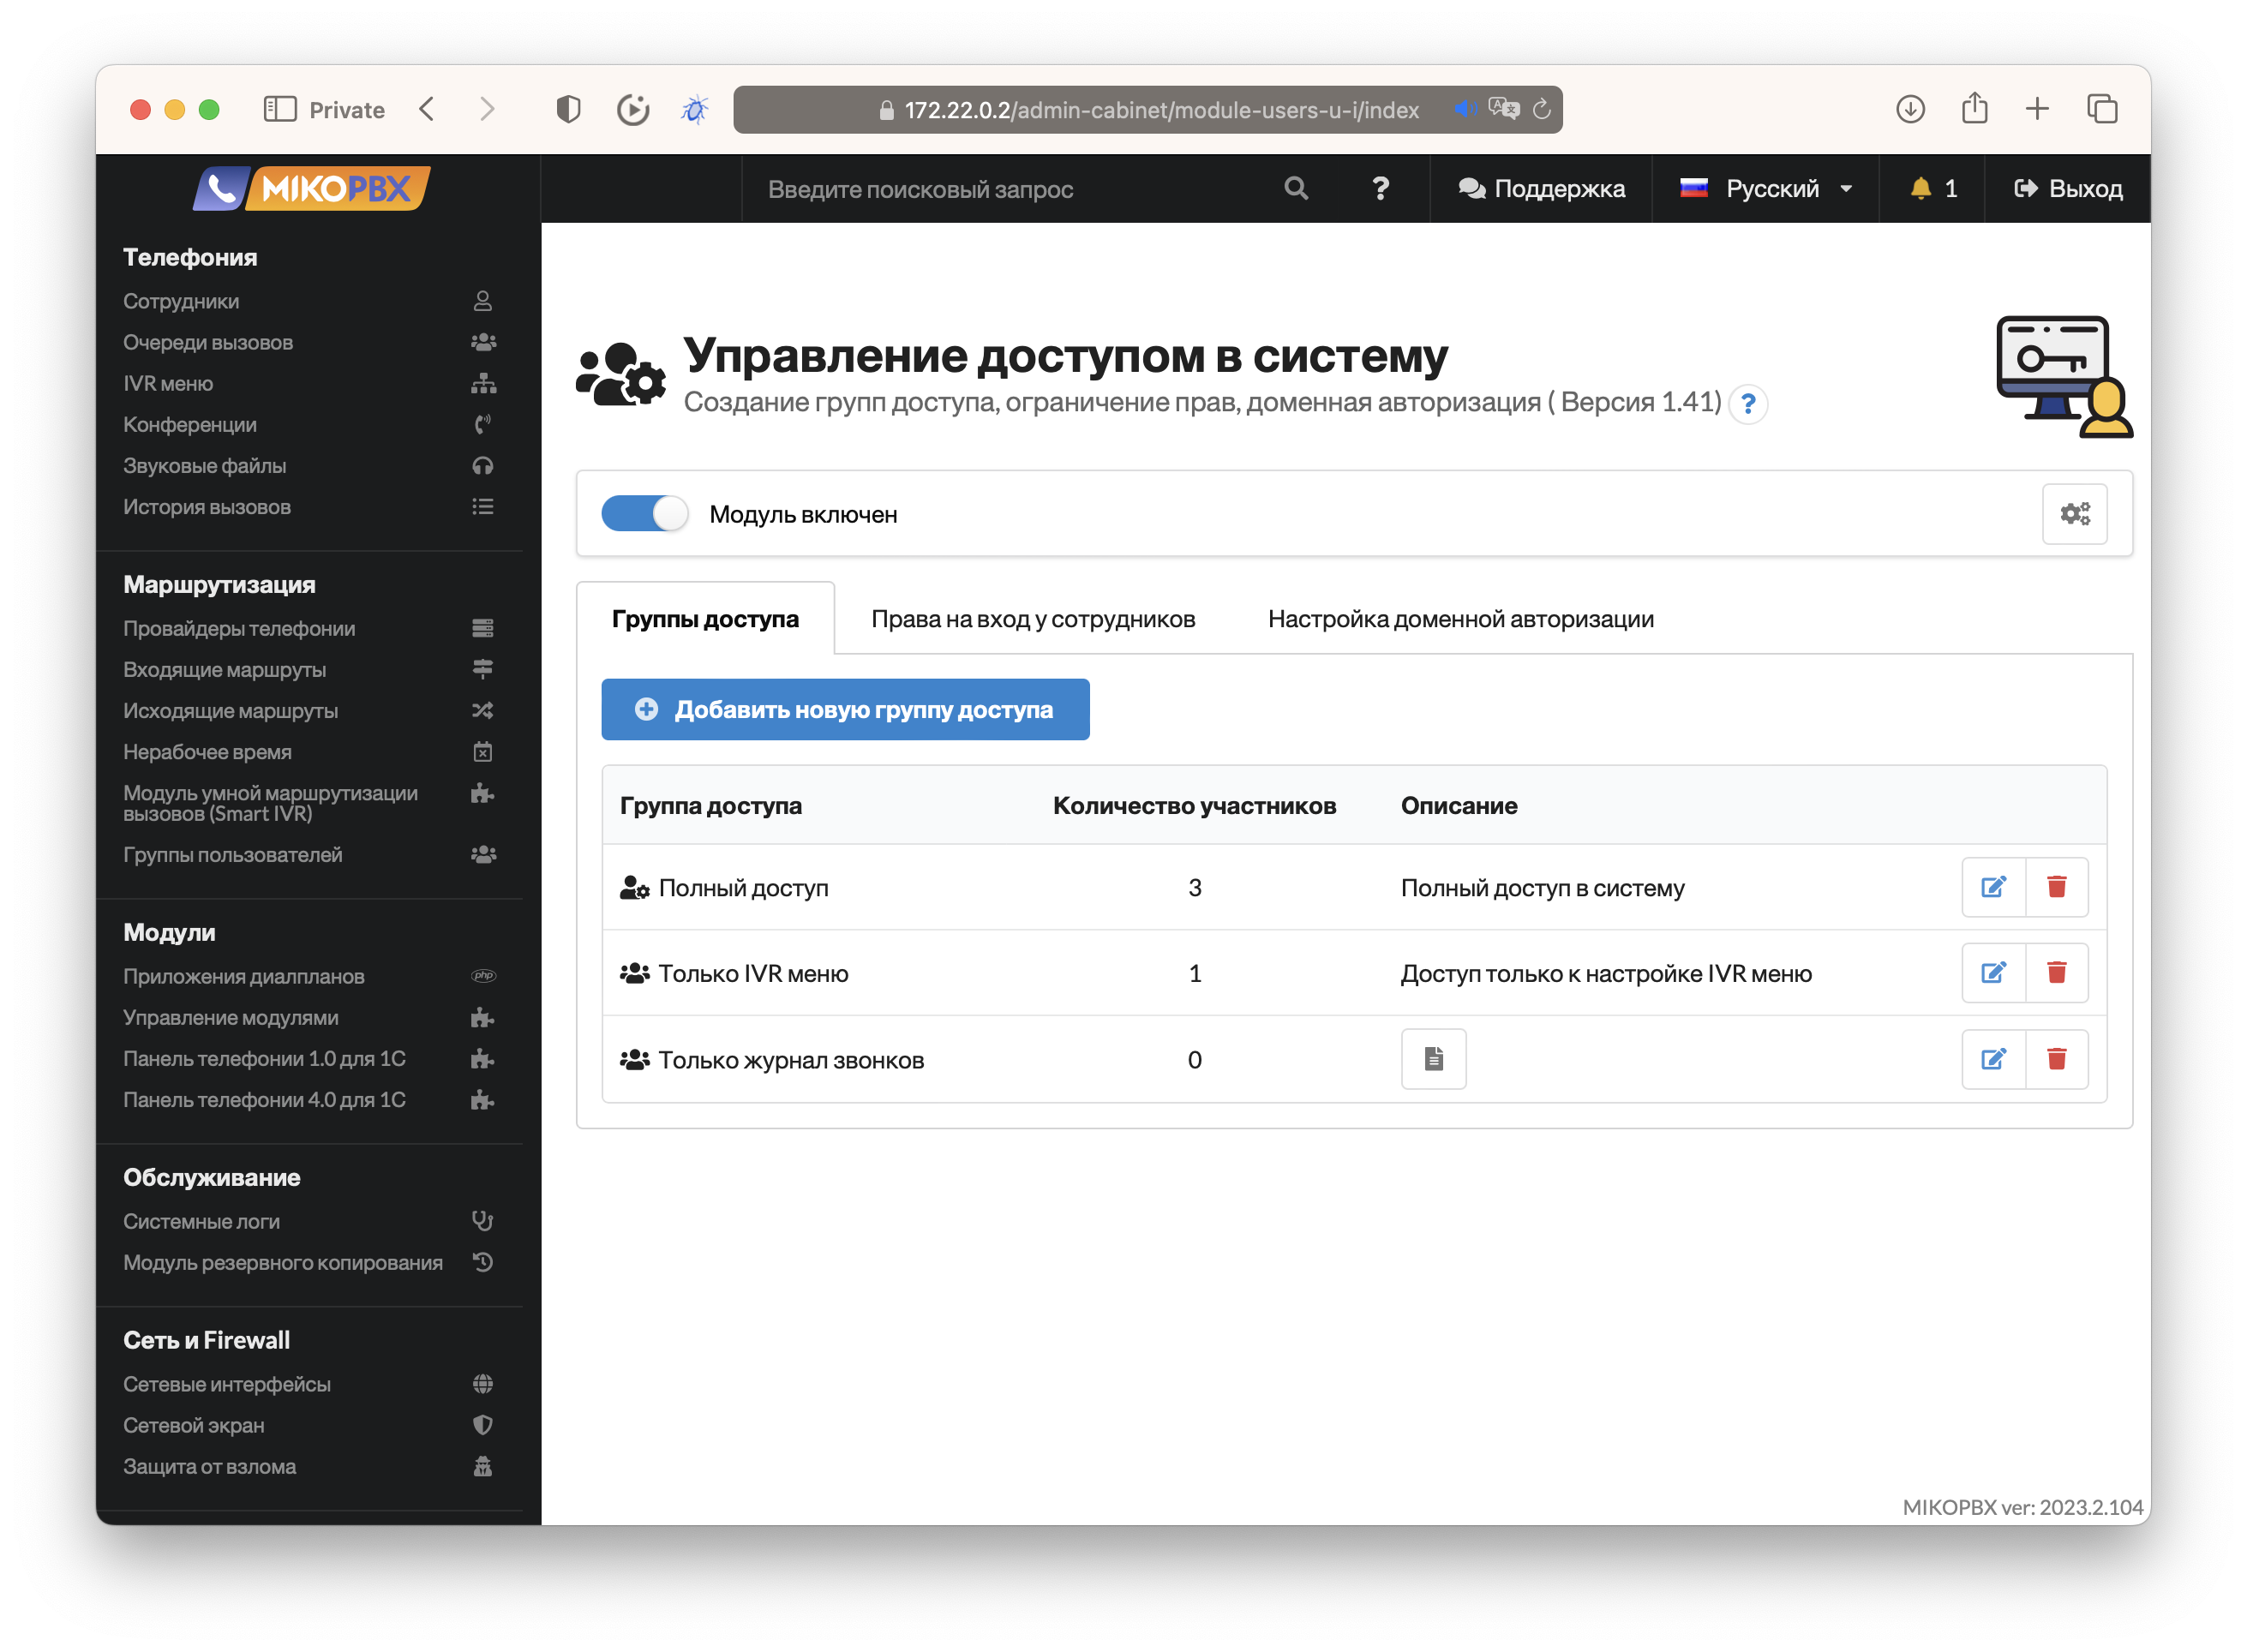 Private
172.22.0.2/admin-cabinet/module-users-u-i/index
MIKOPBX
Введите поисковый запрос
?
Поддержка
Русский
1
Выход
Телефония
Сотрудники
Очереди вызовов
IVR меню
Конференции
Звуковые файлы
История вызовов
Маршрутизация
Провайдеры телефонии
Входящие маршруты
Исходящие маршруты
Нерабочее время
Модуль умной маршрутизации
вызовов (Smart IVR)
Группы пользователей
Модули
Приложения диалпланов
php
Управление модулями
Панель телефонии 1.0 для 1С
Панель телефонии 4.0 для 1С
Обслуживание
Системные логи
Модуль резервного копирования
Сеть и Firewall
Сетевые интерфейсы
Сетевой экран
Защита от взлома
Управление доступом в систему
Создание групп доступа, ограничение прав, доменная авторизация ( Версия 1.41) ?
Модуль включен
Группы доступа
Права на вход у сотрудников
Настройка доменной авторизации
Добавить новую группу доступа
Группа доступа Количество участников Описание
Полный доступ 3 Полный доступ в систему
Только IVR меню 1 Доступ только к настройке IVR меню
Только журнал звонков 0
MIKOPBX ver: 2023.2.104